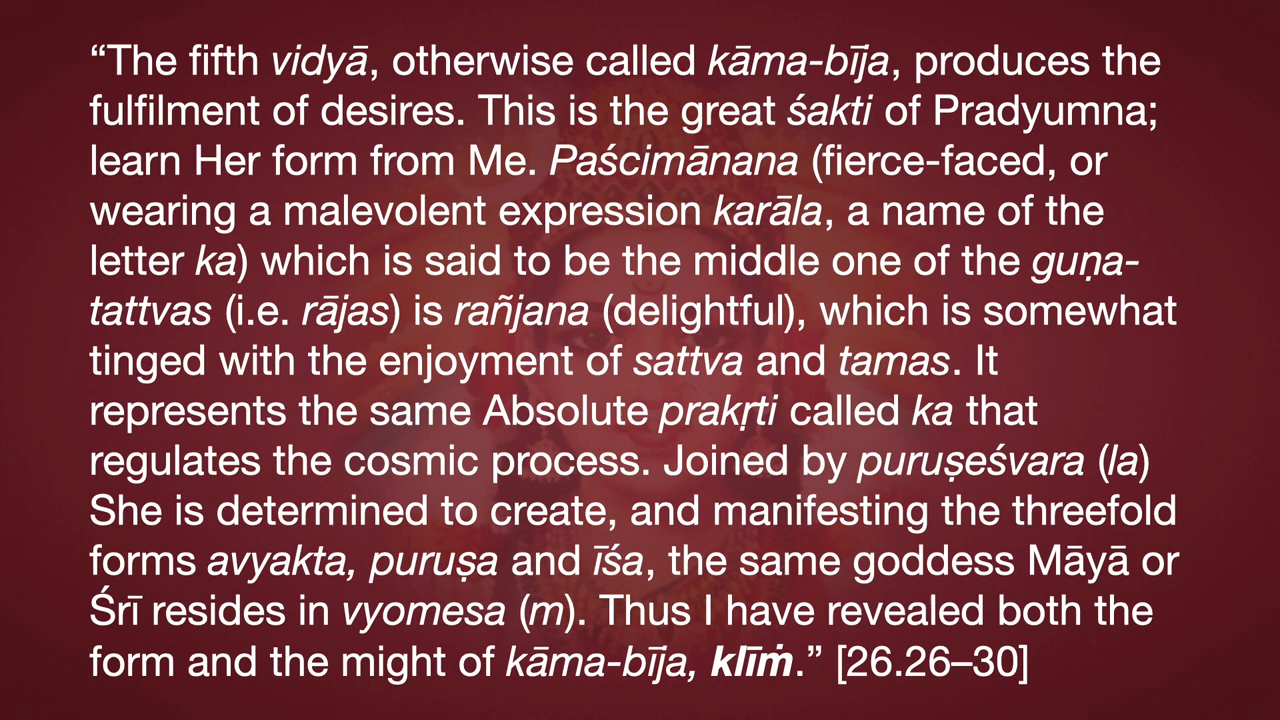 “The fifth vidyā, otherwise called kāma-bīja, produces the
fulfilment of desires. This is the great śakti of Pradyumna;
learn Her form from Me. Paścimānana (fierce-faced, or
wearing a malevolent expression karāla, a name of the
letter ka) which is said to be the middle one of the guṇa-
tattvas (i.e. rājas) is rañjana (delightful), which is somewhat
tinged with the enjoyment of sattva and tamas. It
represents the same Absolute prakṛti called ka that
regulates the cosmic process. Joined by puruṣeśvara (la)
She is determined to create, and manifesting the threefold
forms avyakta, puruṣa and īśa, the same goddess Māyā or
Śrī resides in vyomesa (m). Thus I have revealed both the
form and the might of kāma-bīja, klīṁ.” [26.26–30]